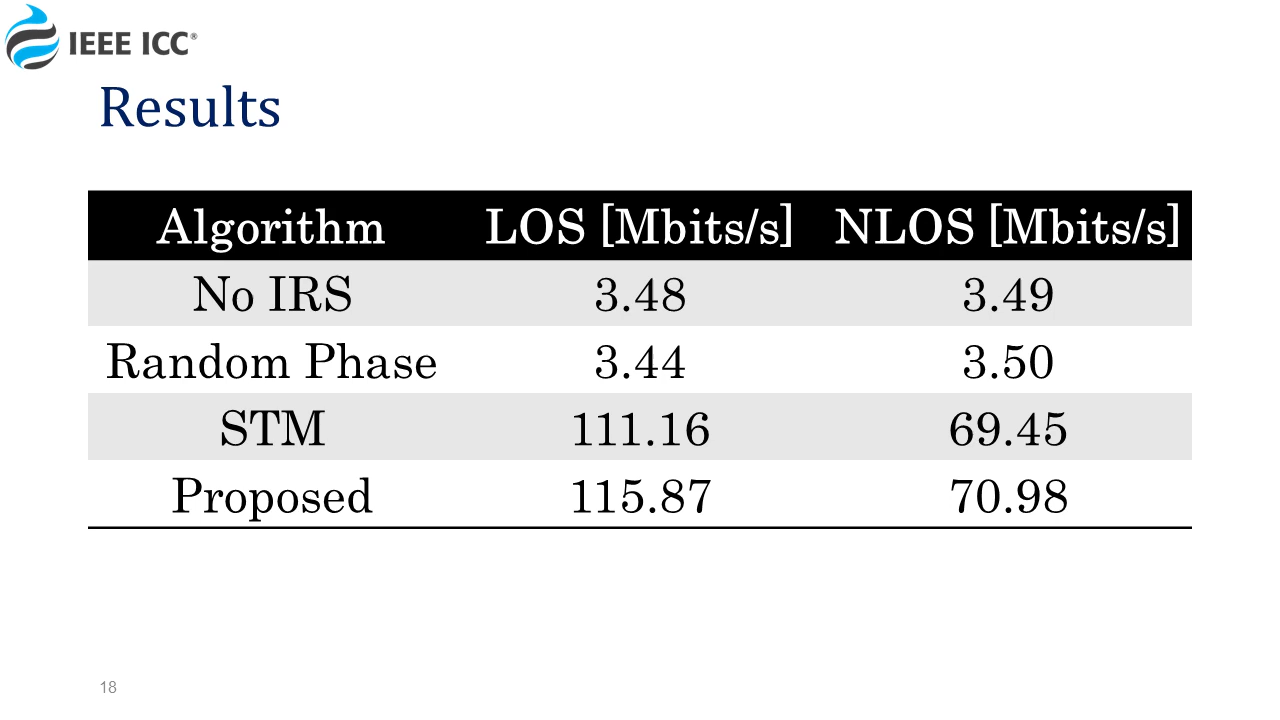 IEEE ICC®
Results
Algorithm LOS [Mbits/s] NLOS [Mbits/s]
No IRS 3.48 3.49
Random Phase 3.44 3.50
STM 111.16 69.45
Proposed 115.87 70.98
18